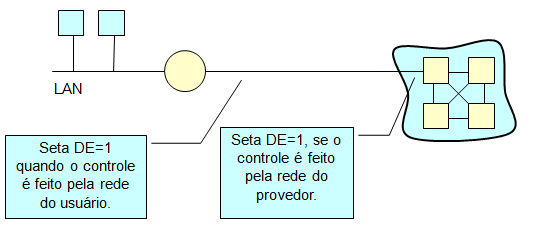 LAN
Seta DE=1
quando o controle
é feito pela rede
do usuário.
Seta DE=1, se o
controle é feito
pela rede do
provedor.